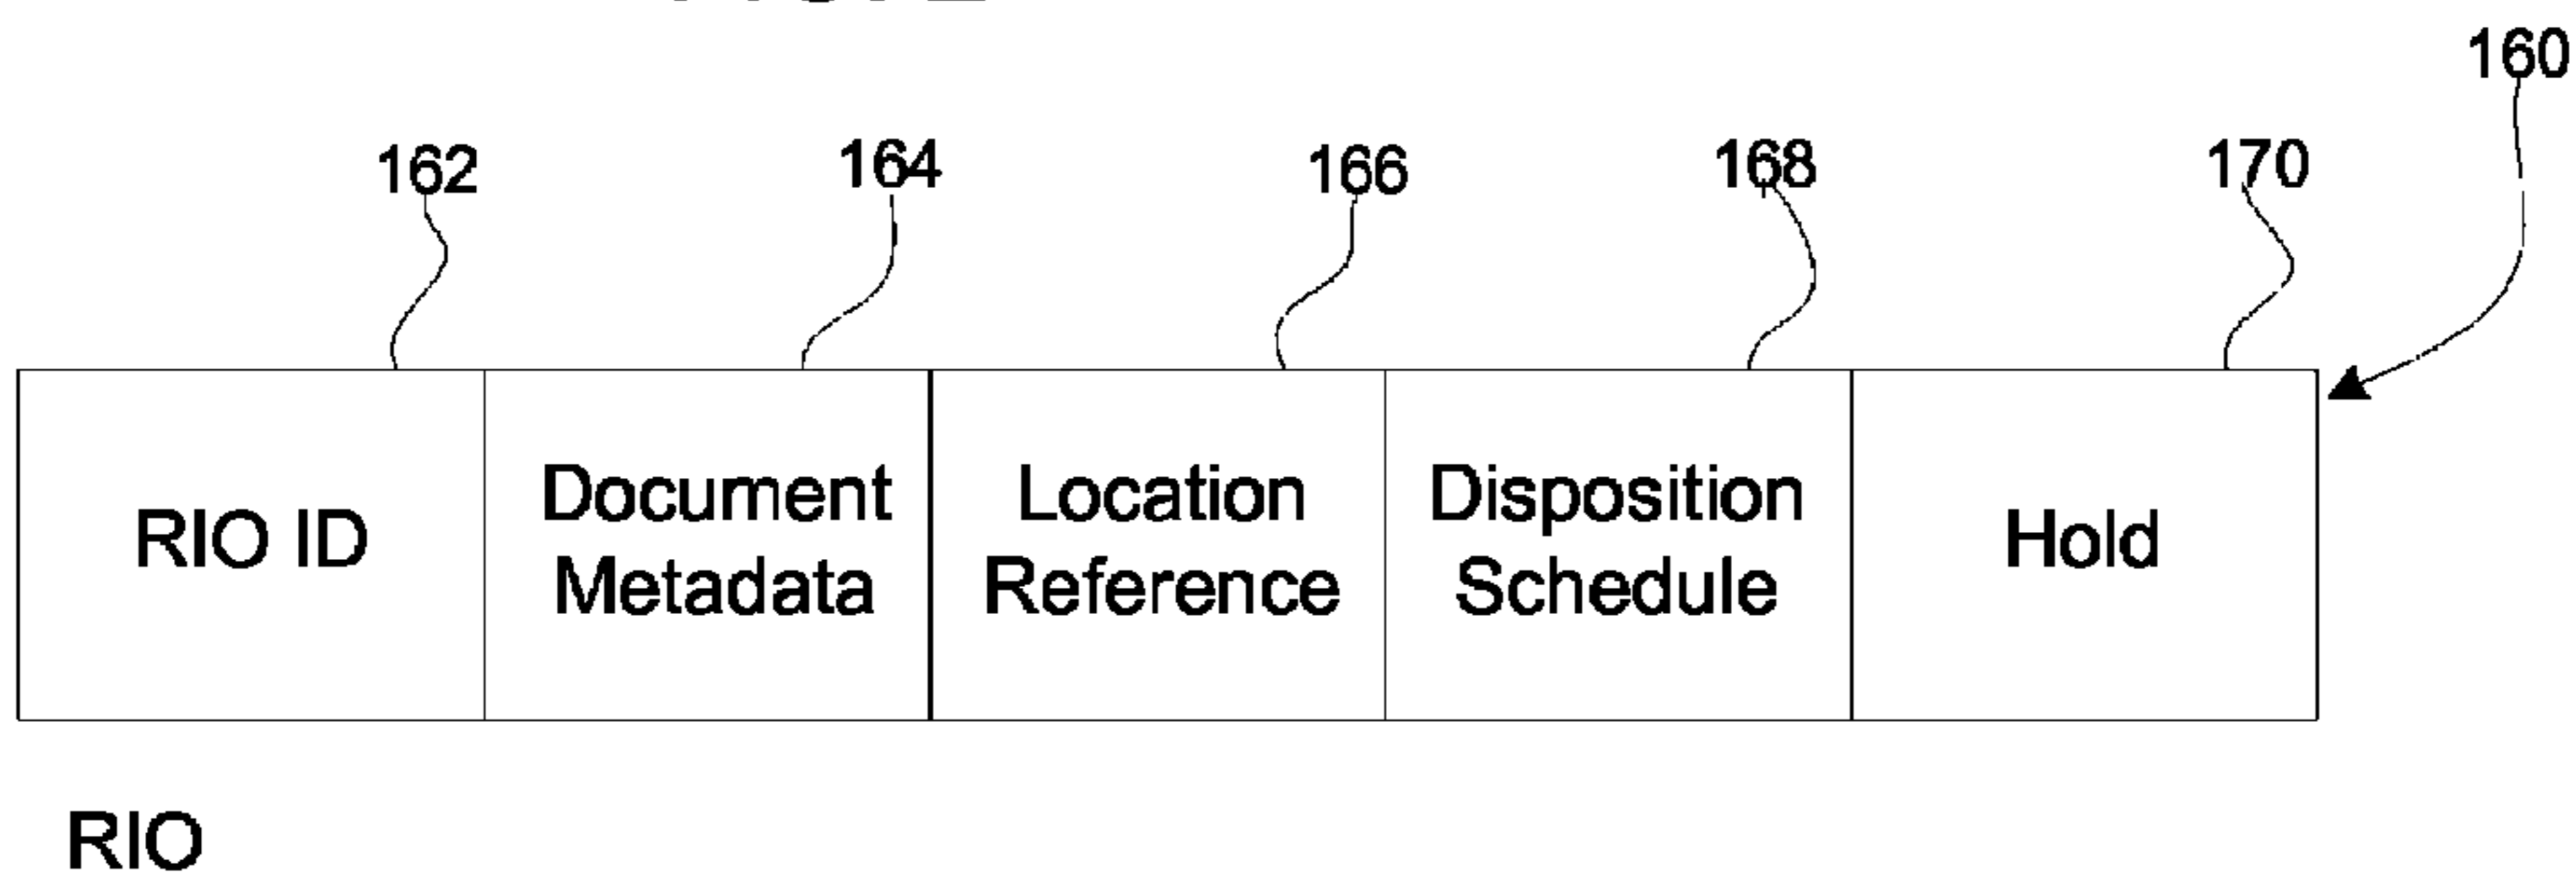 160
162 164 166 168 170
RIO ID
Document
Metadata
Location
Reference
Disposition
Schedule
Hold
RIO